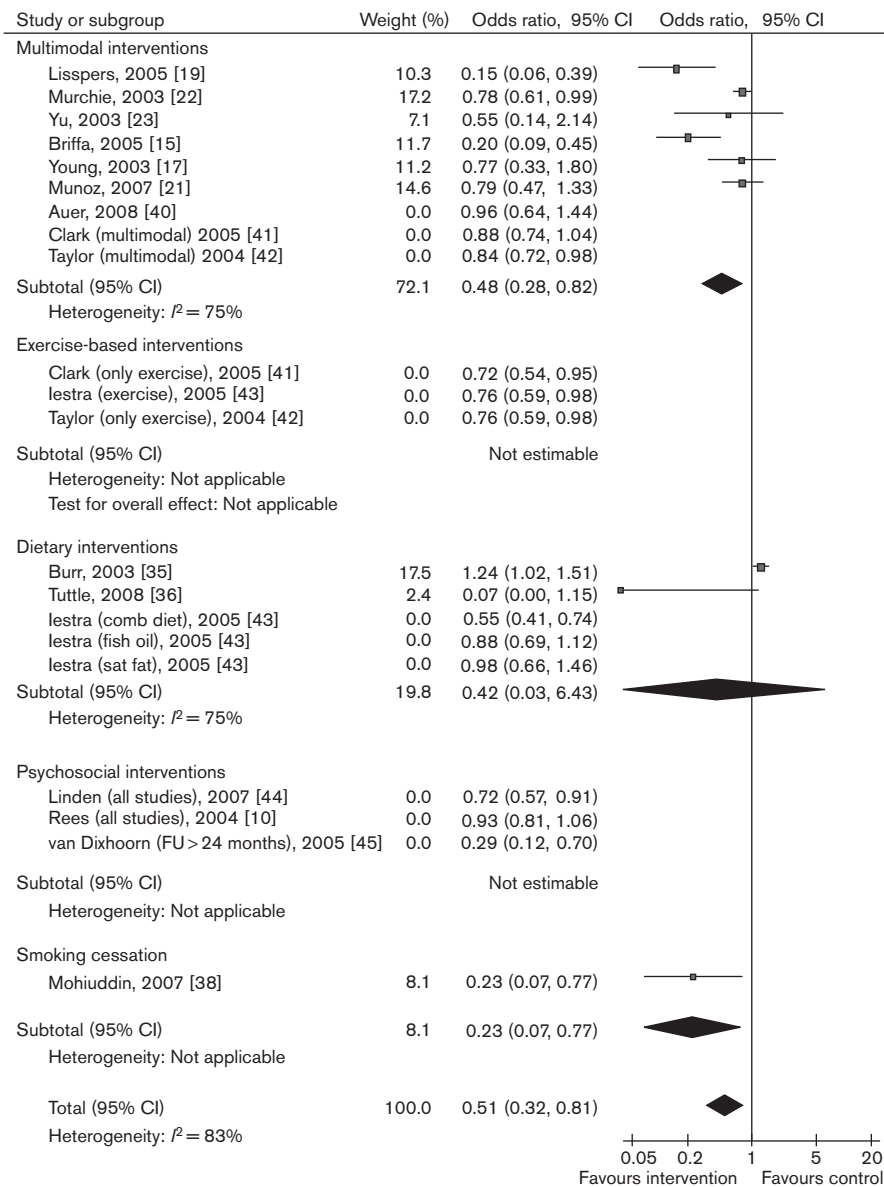 Study or subgroup Weight (%) Odds ratio, 95% CI Odds ratio, 95% CI
Multimodal interventions
Lisspers, 2005 [19] 10.3 0.15 (0.06, 0.39)
Murchie, 2003 [22] 17.2 0.78 (0.61, 0.99)
Yu, 2003 [23] 7.1 0.55 (0.14, 2.14)
Briffa, 2005 [15] 11.7 0.20 (0.09, 0.45)
Young, 2003 [17] 11.2 0.77 (0.33, 1.80)
Munoz, 2007 [21] 14.6 0.79 (0.47, 1.33)
Auer, 2008 [40] 0.0 0.96 (0.64, 1.44)
Clark (multimodal) 2005 [41] 0.0 0.88 (0.74, 1.04)
Taylor (multimodal) 2004 [42] 0.0 0.84 (0.72, 0.98)
Subtotal (95% CI) 72.1 0.48 (0.28, 0.82)
Heterogeneity: I² = 75%
Exercise-based interventions
Clark (only exercise), 2005 [41] 0.0 0.72 (0.54, 0.95)
Iestra (exercise), 2005 [43] 0.0 0.76 (0.59, 0.98)
Taylor (only exercise), 2004 [42] 0.0 0.76 (0.59, 0.98)
Subtotal (95% CI) Not estimable
Heterogeneity: Not applicable
Test for overall effect: Not applicable
Dietary interventions
Burr, 2003 [35] 17.5 1.24 (1.02, 1.51)
Tuttle, 2008 [36] 2.4 0.07 (0.00, 1.15)
Iestra (comb diet), 2005 [43] 0.0 0.55 (0.41, 0.74)
Iestra (fish oil), 2005 [43] 0.0 0.88 (0.69, 1.12)
Iestra (sat fat), 2005 [43] 0.0 0.98 (0.66, 1.46)
Subtotal (95% CI) 19.8 0.42 (0.03, 6.43)
Heterogeneity: I² = 75%
Psychosocial interventions
Linden (all studies), 2007 [44] 0.0 0.72 (0.57, 0.91)
Rees (all studies), 2004 [10] 0.0 0.93 (0.81, 1.06)
van Dixhoorn (FU > 24 months), 2005 [45] 0.0 0.29 (0.12, 0.70)
Subtotal (95% CI) Not estimable
Heterogeneity: Not applicable
Smoking cessation
Mohiuddin, 2007 [38] 8.1 0.23 (0.07, 0.77)
Subtotal (95% CI) 8.1 0.23 (0.07, 0.77)
Heterogeneity: Not applicable
Total (95% CI) 100.0 0.51 (0.32, 0.81)
Heterogeneity: I² = 83%
0.05 0.2 1 5 20
Favours intervention Favours control